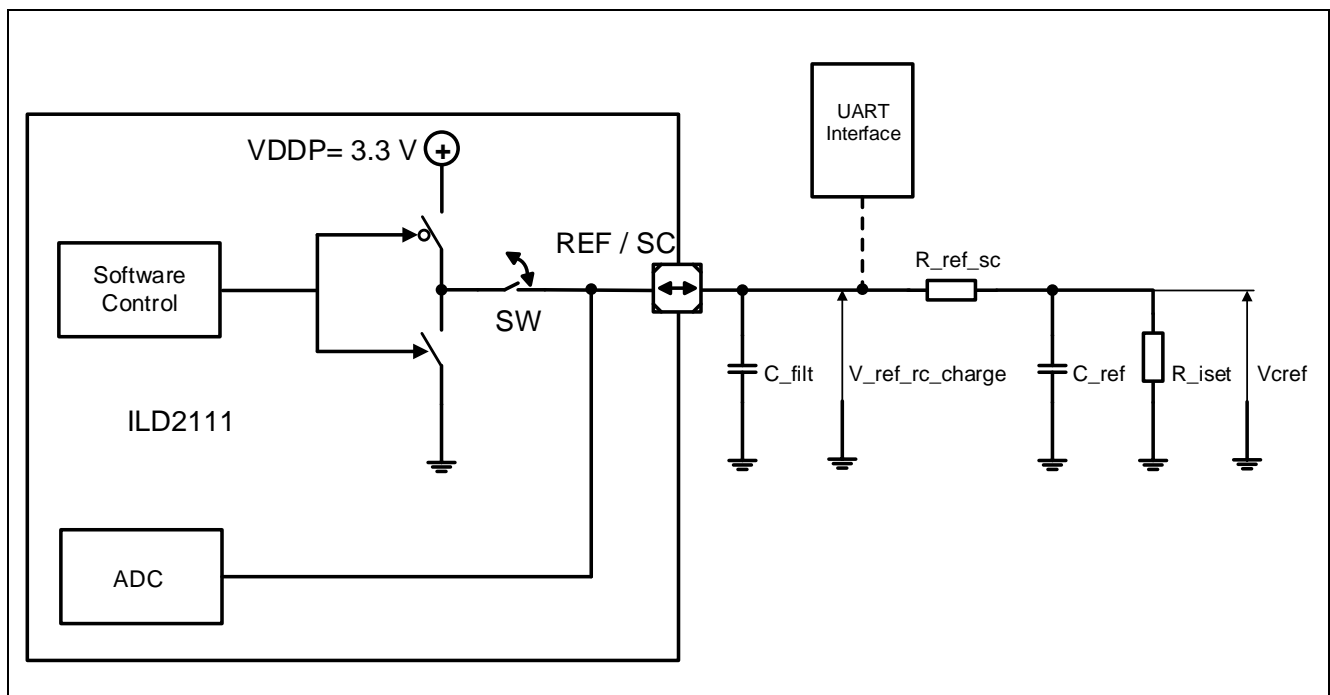 UART
Interface
VDDP= 3.3 V
+
REF / SC
R_ref_sc
Software
Control
SW
C_filt
V_ref_rc_charge
C_ref
R_iset
Vcref
ILD2111
ADC